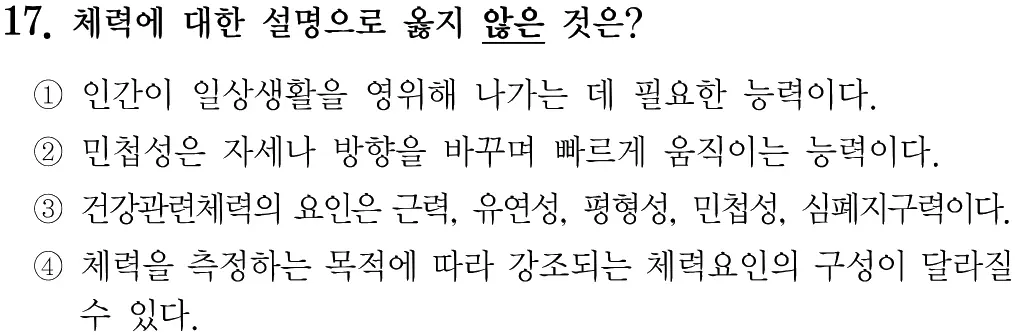 17. 체력에 대한 설명으로 옳지 않은 것은?
① 인간이 일상생활을 영위해 나가는 데 필요한 능력이다.
② 민첩성은 자세나 방향을 바꾸며 빠르게 움직이는 능력이다.
③ 건강관련체력의 요인은 근력, 유연성, 평형성, 민첩성, 심폐지구력이다.
④ 체력을 측정하는 목적에 따라 강조되는 체력요인의 구성이 달라질
수 있다.